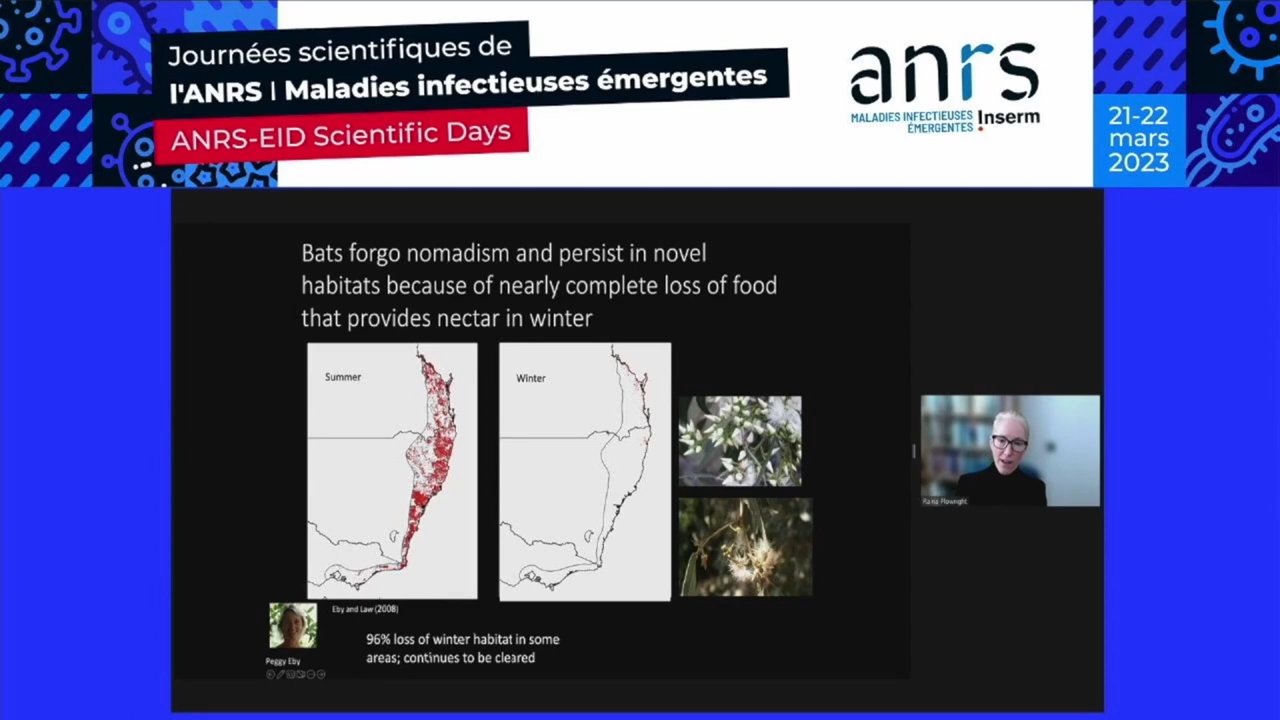 Journées scientifiques de
l'ANRS | Maladies infectieuses émergentes
ANRS-EID Scientific Days
anrs
MALADIES INFECTIEUSES
ÉMERGENTES Inserm
21-22
mars
2023
Bats forgo nomadism and persist in novel
habitats because of nearly complete loss of food
that provides nectar in winter
Summer
Winter
Raina Plowright
Eby and Law (2008)
96% loss of winter habitat in some
areas; continues to be cleared
Peggy Eby